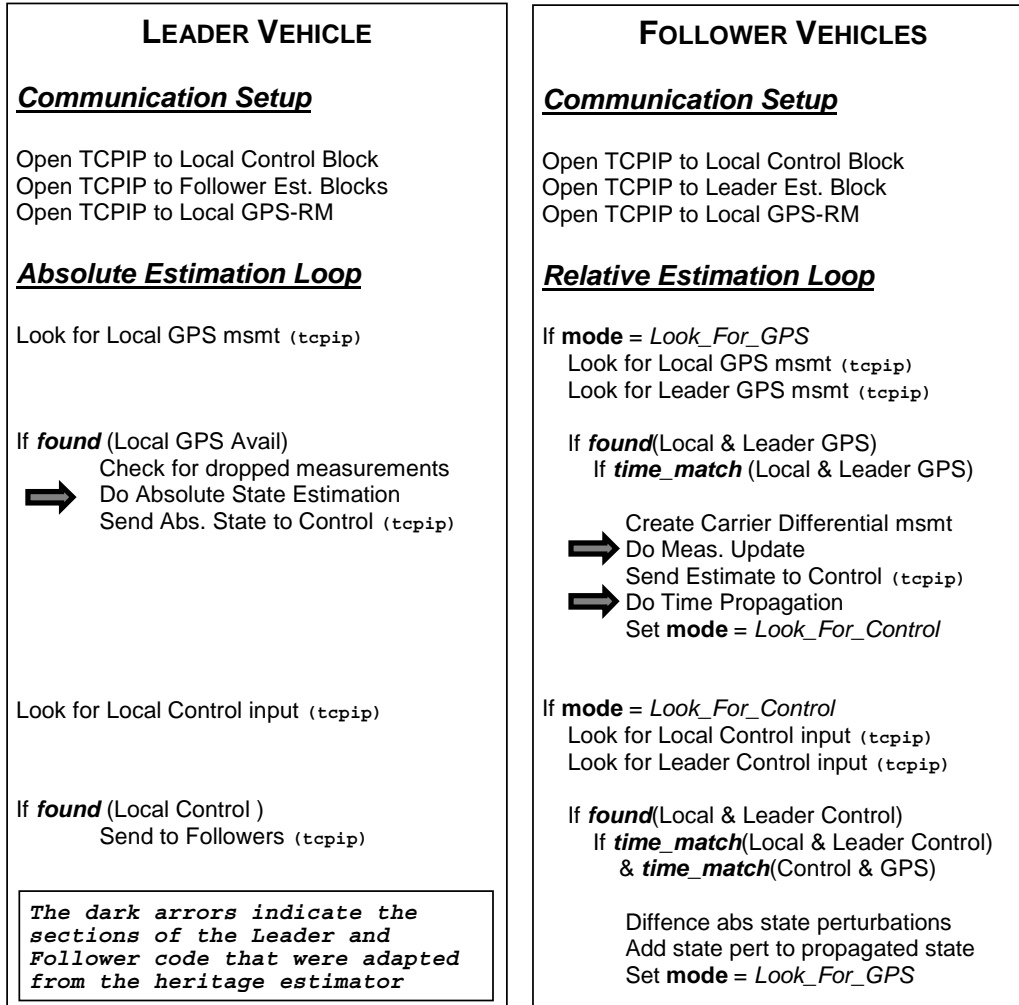 LEADER VEHICLE
Communication Setup
Open TCPIP to Local Control Block
Open TCPIP to Follower Est. Blocks
Open TCPIP to Local GPS-RM
Absolute Estimation Loop
Look for Local GPS msmt (tcpip)
If found (Local GPS Avail)
Check for dropped measurements
Do Absolute State Estimation
Send Abs. State to Control (tcpip)
Look for Local Control input (tcpip)
If found (Local Control )
Send to Followers (tcpip)
The dark arrors indicate the
sections of the Leader and
Follower code that were adapted
from the heritage estimator
FOLLOWER VEHICLES
Communication Setup
Open TCPIP to Local Control Block
Open TCPIP to Leader Est. Block
Open TCPIP to Local GPS-RM
Relative Estimation Loop
If mode = Look_For_GPS
Look for Local GPS msmt (tcpip)
Look for Leader GPS msmt (tcpip)
If found(Local & Leader GPS)
If time_match (Local & Leader GPS)
Create Carrier Differential msmt
Do Meas. Update
Send Estimate to Control (tcpip)
Do Time Propagation
Set mode = Look_For_Control
If mode = Look_For_Control
Look for Local Control input (tcpip)
Look for Leader Control input (tcpip)
If found(Local & Leader Control)
If time_match(Local & Leader Control)
& time_match(Control & GPS)
Diffence abs state perturbations
Add state pert to propagated state
Set mode = Look_For_GPS